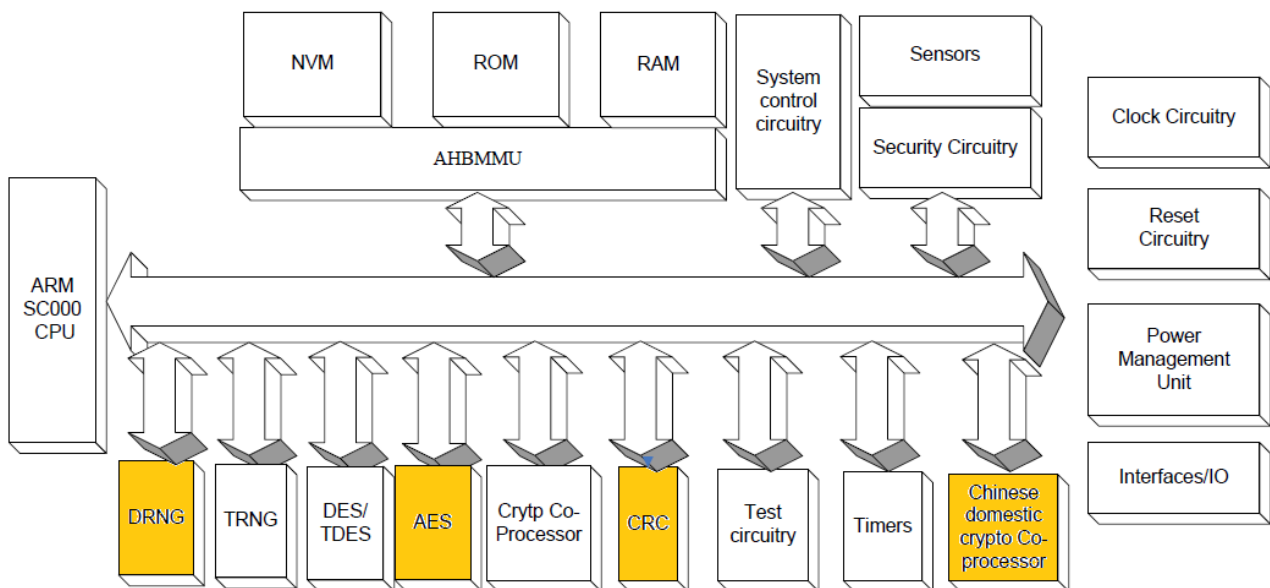 NVM
ROM
RAM
System
control
circuitry
Sensors
Security Circuitry
Clock Circuitry
AHBMMU
Reset
Circuitry
ARM
SC000
CPU
Power
Management
Unit
Interfaces/IO
DRNG
TRNG
DES/
TDES
AES
Crytp Co-
Processor
CRC
Test
circuitry
Timers
Chinese
domestic
crypto Co-
processor